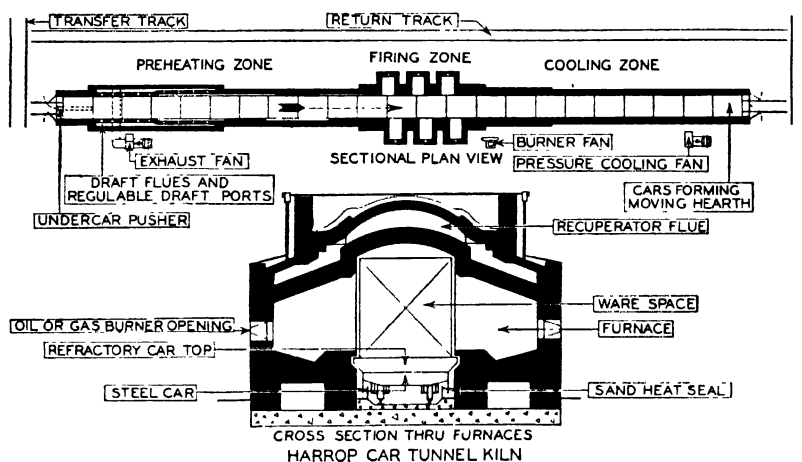 TRANSFER TRACK
RETURN TRACK
PREHEATING ZONE
FIRING ZONE
COOLING ZONE
EXHAUST FAN
SECTIONAL PLAN VIEW
BURNER FAN
PRESSURE COOLING FAN
DRAFT FLUES AND
REGULABLE DRAFT PORTS
CARS FORMING
MOVING HEARTH
UNDERCAR PUSHER
RECUPERATOR FLUE
WARE SPACE
OIL OR GAS BURNER OPENING
FURNACE
REFRACTORY CAR TOP
STEEL CAR
SAND HEAT SEAL
CROSS SECTION THRU FURNACES
HARROP CAR TUNNEL KILN